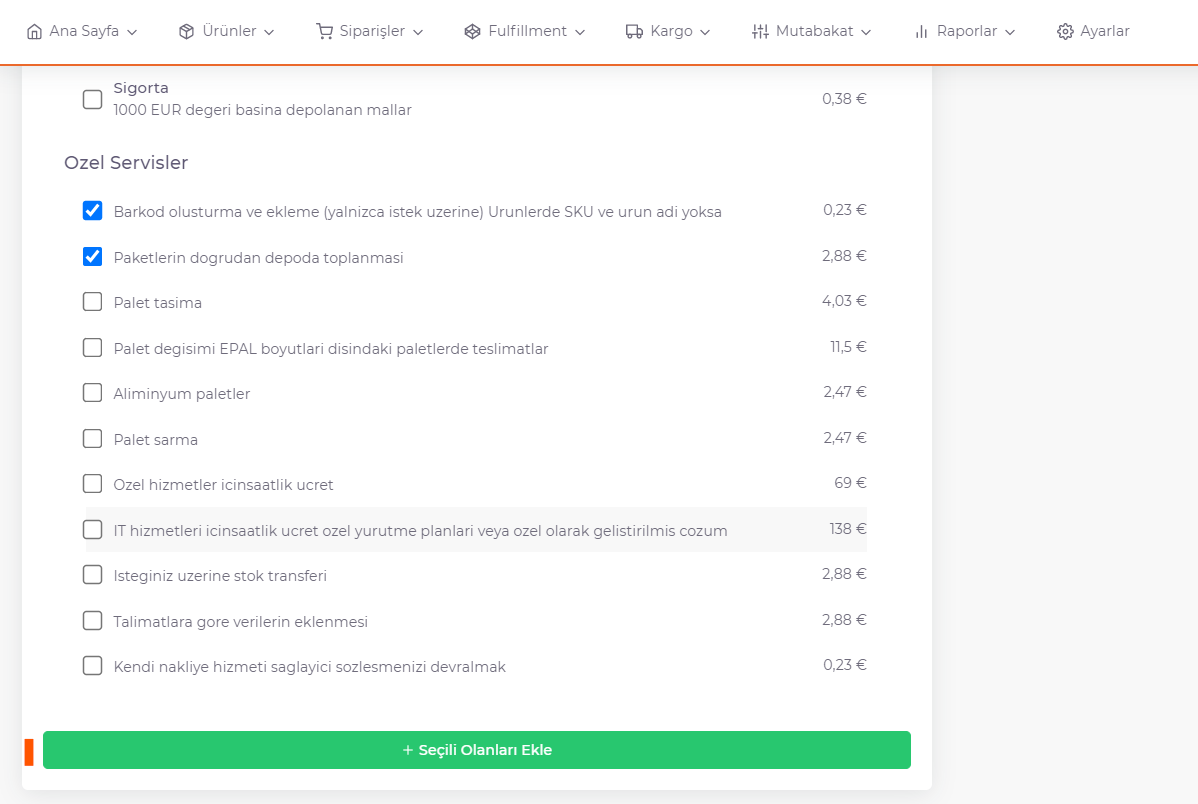 Ana Sayfa
Ürünler
Siparişler
Fulfillment
Kargo
Mutabakat
Raporlar
Ayarlar
Sigorta
1000 EUR degeri basina depolanan mallar 0,38 €
Ozel Servisler
Barkod olusturma ve ekleme (yalnizca istek uzerine) Urunlerde SKU ve urun adi yoksa 0,23 €
Paketlerin dogrudan depoda toplanmasi 2,88 €
Palet tasima 4,03 €
Palet degisimi EPAL boyutlari disindaki paletlerde teslimatlar 11,5 €
Aliminyum paletler 2,47 €
Palet sarma 2,47 €
Ozel hizmetler icinsaatlik ucret 69 €
IT hizmetleri icinsaatlik ucret ozel yurutme planlari veya ozel olarak gelistirilmis cozum 138 €
Isteginiz uzerine stok transferi 2,88 €
Talimatlara gore verilerin eklenmesi 2,88 €
Kendi nakliye hizmeti saglayici sozlesmenizi devralmak 0,23 €
+ Seçili Olanları Ekle